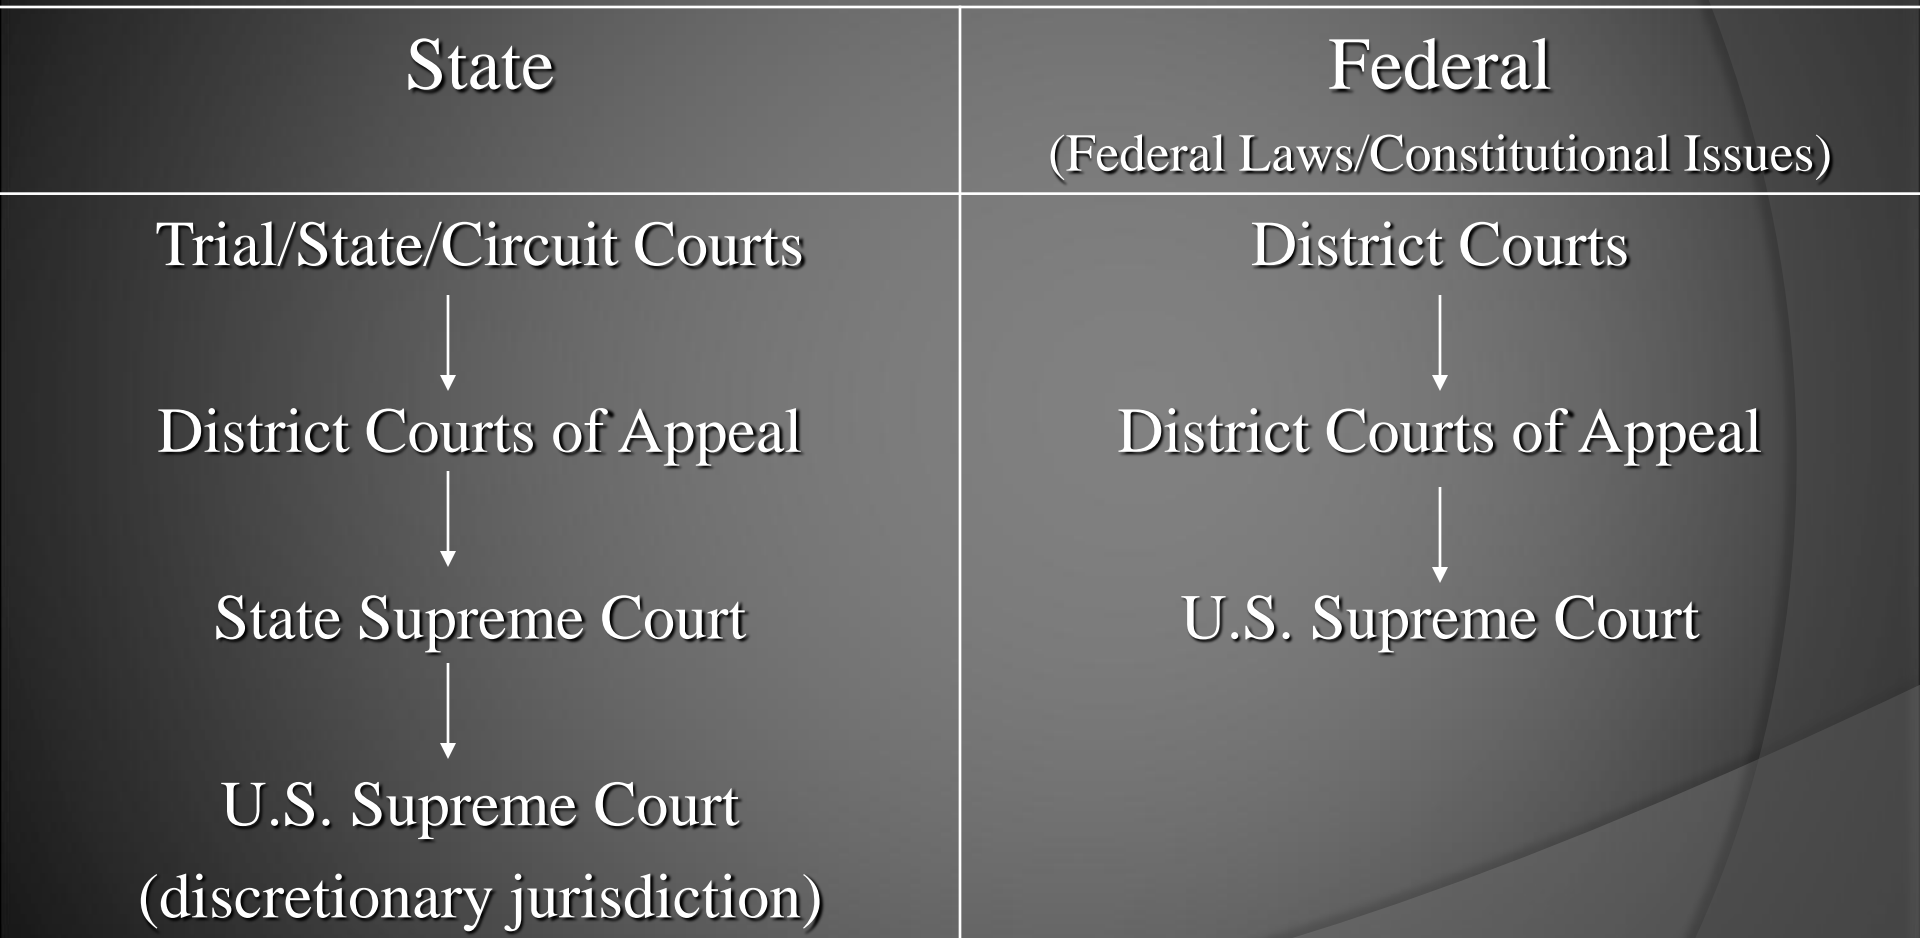 State
Federal
(Federal Laws/Constitutional Issues)
Trial/State/Circuit Courts
District Courts of Appeal
State Supreme Court
U.S. Supreme Court
(discretionary jurisdiction)
District Courts
District Courts of Appeal
U.S. Supreme Court